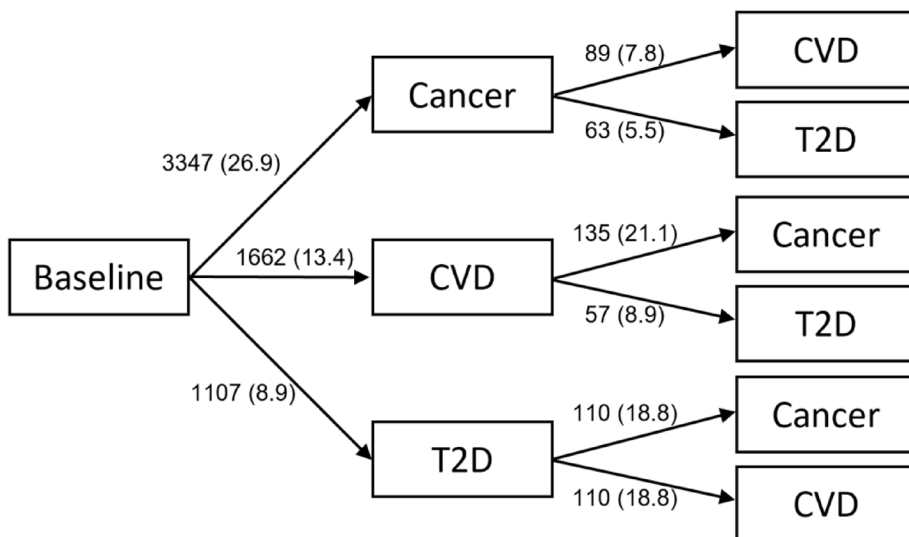 CVD
89 (7.8)
Cancer
63 (5.5)
T2D
3347 (26.9)
Cancer
135 (21.1)
1662 (13.4)
Baseline
CVD
57 (8.9)
T2D
1107 (8.9)
Cancer
110 (18.8)
T2D
110 (18.8)
CVD